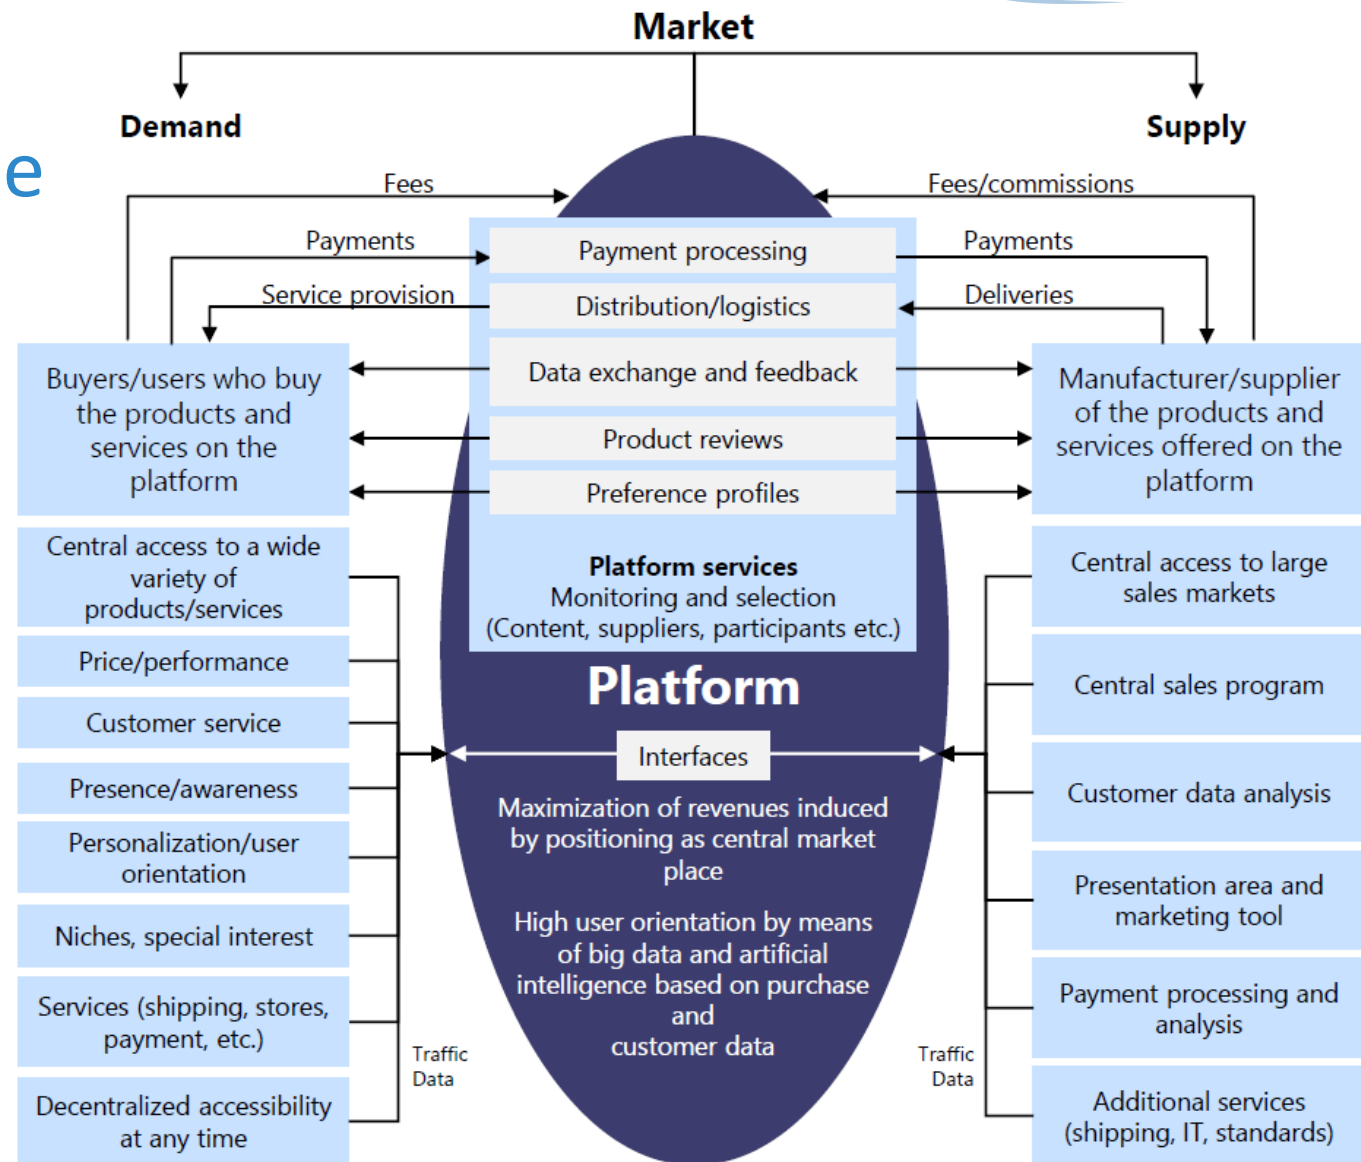 Market
Demand
Supply
e
Fees
Fees/commissions
Payments
Payment processing
Payments
Service provision
Distribution/logistics
Deliveries
Buyers/users who buy
the products and
services on the
platform
Data exchange and feedback
Product reviews
Preference profiles
Manufacturer/supplier
of the products and
services offered on the
platform
Platform services
Monitoring and selection
(Content, suppliers, participants etc.)
Platform
Interfaces
Maximization of revenues induced
by positioning as central market
place
High user orientation by means
of big data and artificial
intelligence based on purchase
and
customer data
Central access to a wide
variety of
products/services
Price/performance
Customer service
Presence/awareness
Personalization/user
orientation
Niches, special interest
Services (shipping, stores,
payment, etc.)
Decentralized accessibility
at any time
Traffic
Data
Central access to large
sales markets
Central sales program
Customer data analysis
Presentation area and
marketing tool
Payment processing and
analysis
Additional services
(shipping, IT, standards)
Traffic
Data